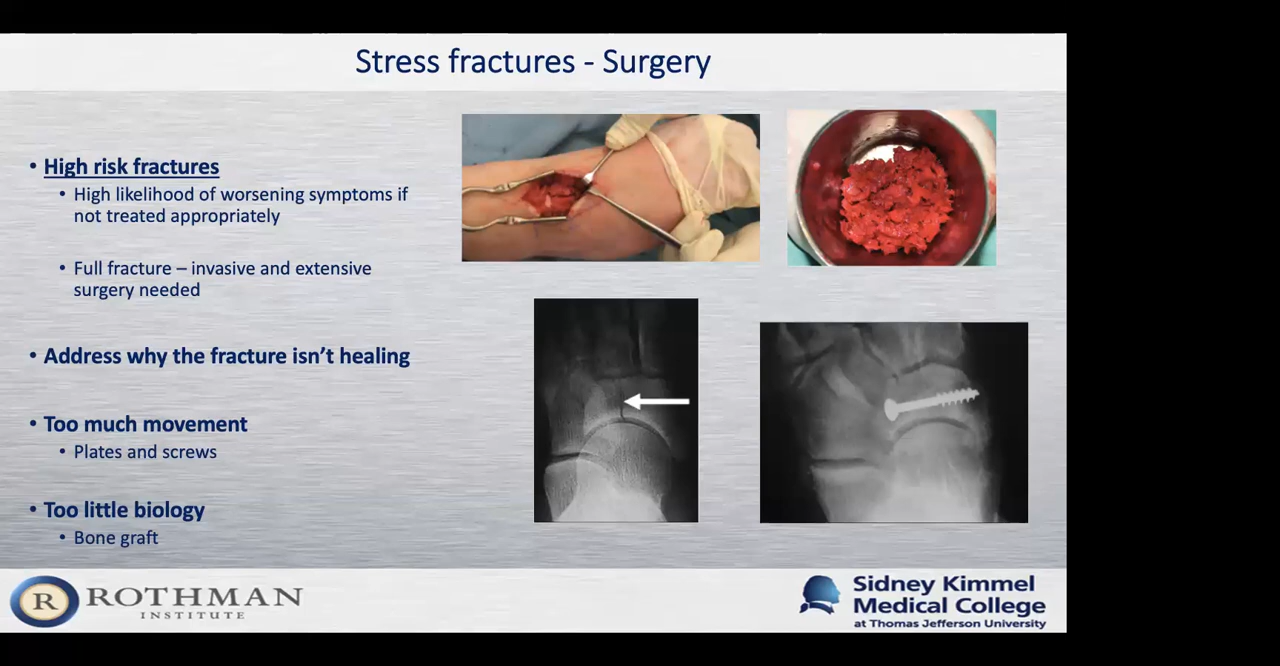 Stress fractures - Surgery
• High risk fractures
• High likelihood of worsening symptoms if
not treated appropriately
• Full fracture – invasive and extensive
surgery needed
• Address why the fracture isn't healing
• Too much movement
• Plates and screws
• Too little biology
• Bone graft
R ROTHMAN
INSTITUTE
Sidney Kimmel
Medical College
at Thomas Jefferson University